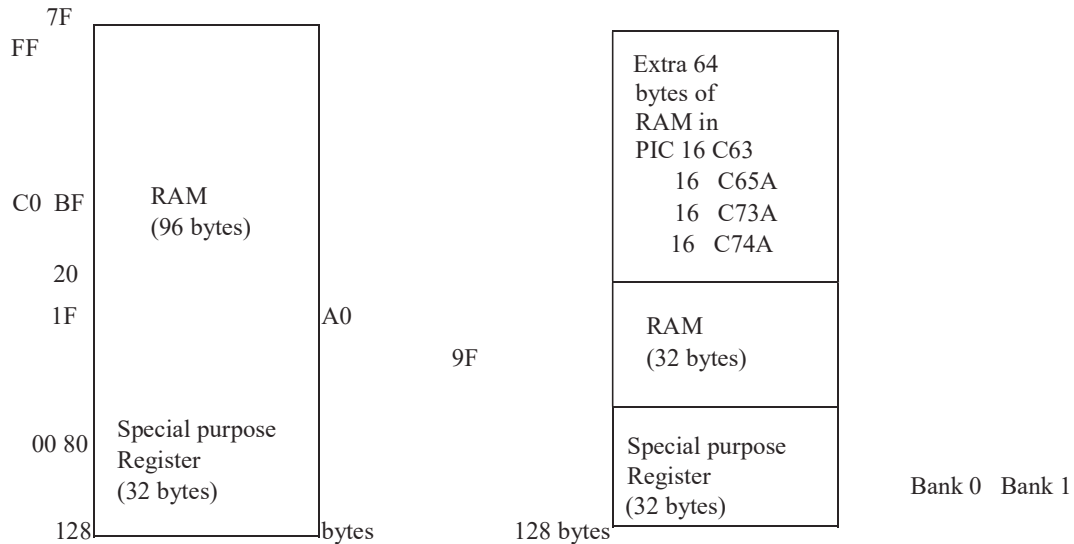 7F
FF
Extra 64
bytes of
RAM in
PIC 16 C63
16 C65A
16 C73A
16 C74A
C0 BF
RAM
(96 bytes)
20
1F
A0
9F
RAM
(32 bytes)
00 80
Special purpose
Register
(32 bytes)
Special purpose
Register
(32 bytes)
Bank 0 Bank 1
128 bytes
128 bytes